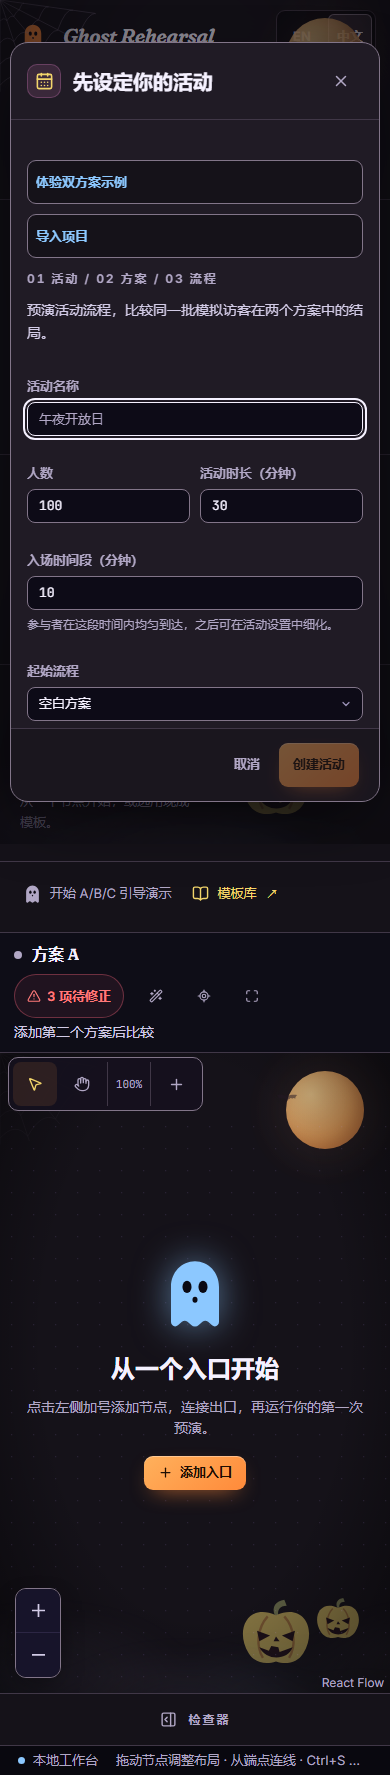 Ghost Rehearsal
EN 中文
先设定你的活动
体验双方案示例
导入项目
01 活动 / 02 方案 / 03 流程
预演活动流程，比较同一批模拟访客在两个方案中的结
局。
活动名称
午夜开放日
人数 活动时长（分钟）
100 30
入场时间段（分钟）
10
参与者在这段时间内均匀到达，之后可在活动设置中细化。
起始流程
空白方案
取消 创建活动
模板。
开始 A/B/C 引导演示 模板库 ↗
方案 A
3 项待修正
添加第二个方案后比较
100%
从一个入口开始
点击左侧加号添加节点，连接出口，再运行你的第一次
预演。
+ 添加入口
React Flow
检查器
本地工作台 拖动节点调整布局 · 从端点连线 · Ctrl+S ...